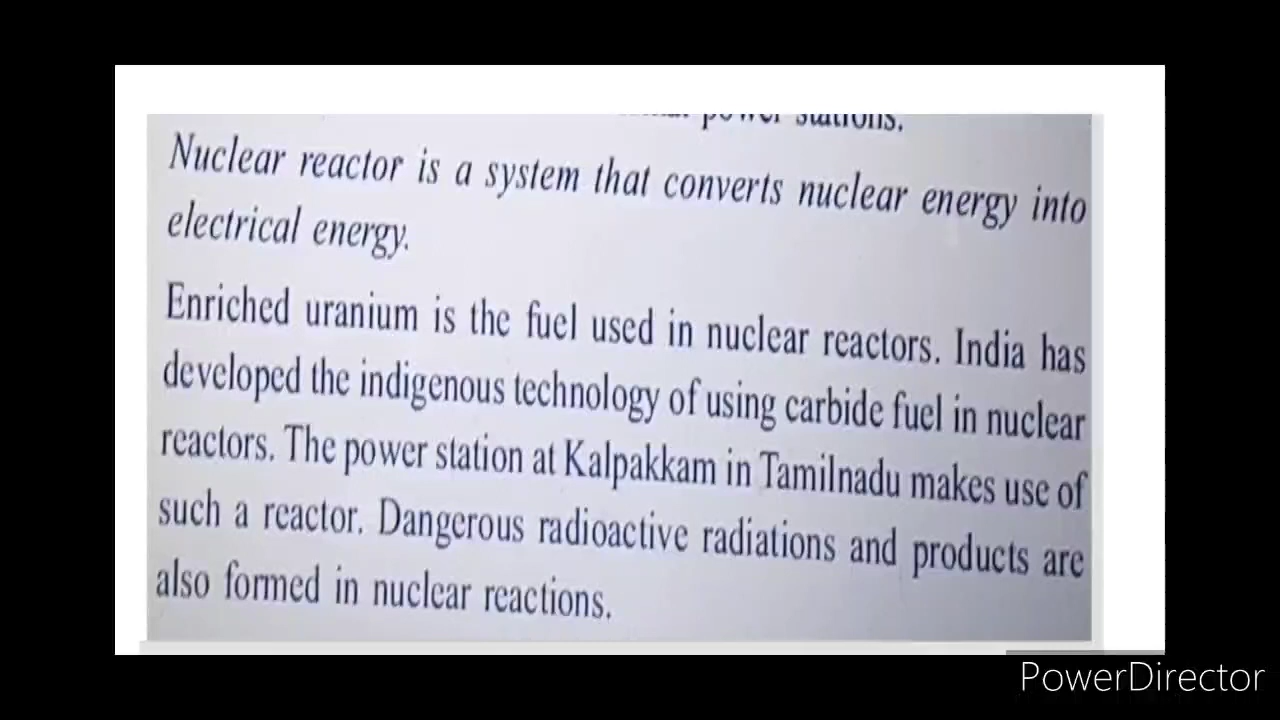 power stations.
Nuclear reactor is a system that converts nuclear energy into
electrical energy.
Enriched uranium is the fuel used in nuclear reactors. India has
developed the indigenous technology of using carbide fuel in nuclear
reactors. The power station at Kalpakkam in Tamilnadu makes use of
such a reactor. Dangerous radioactive radiations and products are
also formed in nuclear reactions.
PowerDirector